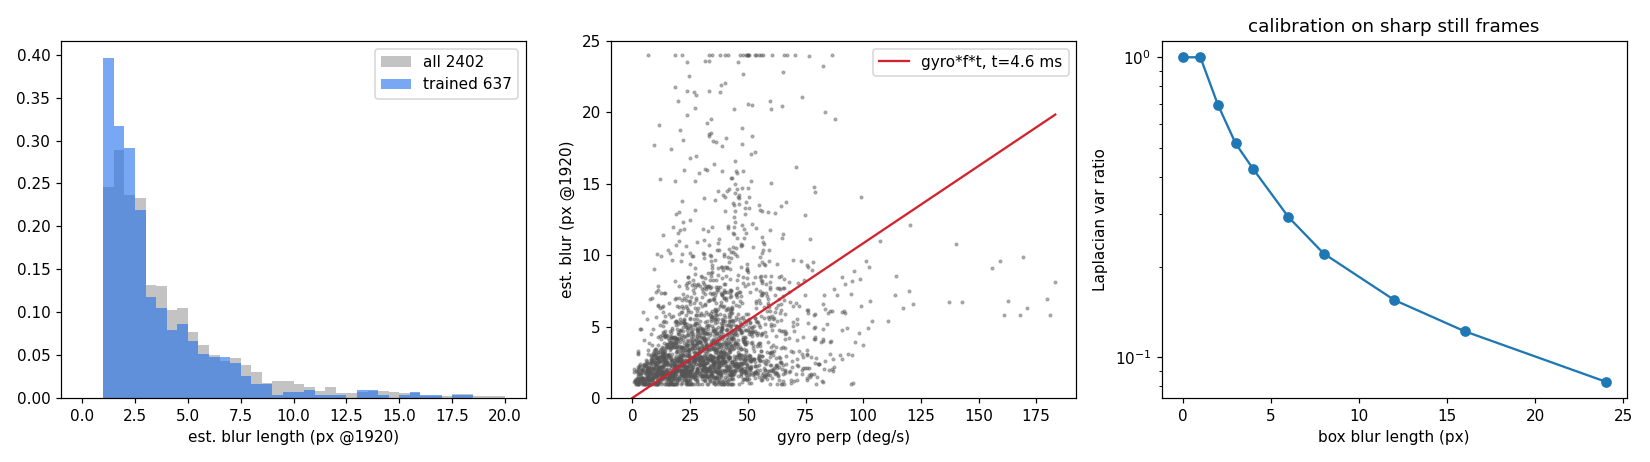 calibration on sharp still frames
all 2402
trained 637
gyro*f*t, t=4.6 ms
0.40
0.35
0.30
0.25
0.20
0.15
0.10
0.05
0.00
0.0 2.5 5.0 7.5 10.0 12.5 15.0 17.5 20.0
est. blur length (px @1920)
est. blur (px @1920)
25
20
15
10
5
0
0 25 50 75 100 125 150 175
gyro perp (deg/s)
Laplacian var ratio
10⁰
10⁻¹
0 5 10 15 20 25
box blur length (px)